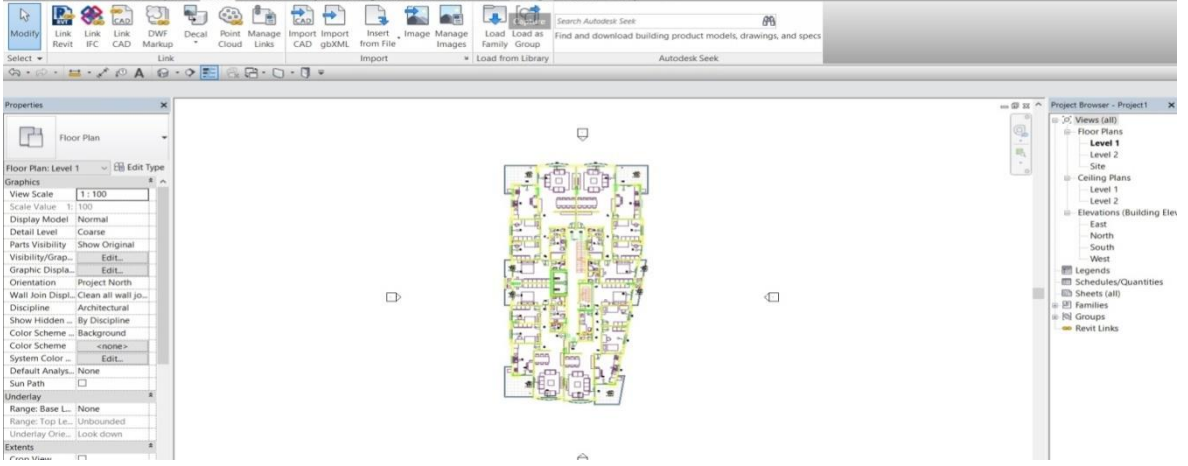 Modify
Link Revit
Link IFC
Link CAD
DWF Markup
Decal
Point Cloud
Manage Links
Import CAD
Import gbXML
Insert from File
Image
Manage Images
Load Family
Load as Group
Search Autodesk Seek
Find and download building product models, drawings, and specs
Select
Link
Import
Load from Library
Autodesk Seek
Properties
Floor Plan
Floor Plan: Level 1
Edit Type
Graphics
View Scale 1 : 100
Scale Value 1: 100
Display Model Normal
Detail Level Coarse
Parts Visibility Show Original
Visibility/Grap... Edit...
Graphic Displa... Edit...
Orientation Project North
Wall Join Displ... Clean all wall jo...
Discipline Architectural
Show Hidden ... By Discipline
Color Scheme ... Background
Color Scheme <none>
System Color ... Edit...
Default Analys... None
Sun Path
Underlay
Range: Base L... None
Range: Top Le... Unbounded
Underlay Orie... Look down
Extents
Crop View
Project Browser - Project1
Views (all)
Floor Plans
Level 1
Level 2
Site
Ceiling Plans
Level 1
Level 2
Elevations (Building Elev
East
North
South
West
Legends
Schedules/Quantities
Sheets (all)
Families
Groups
Revit Links